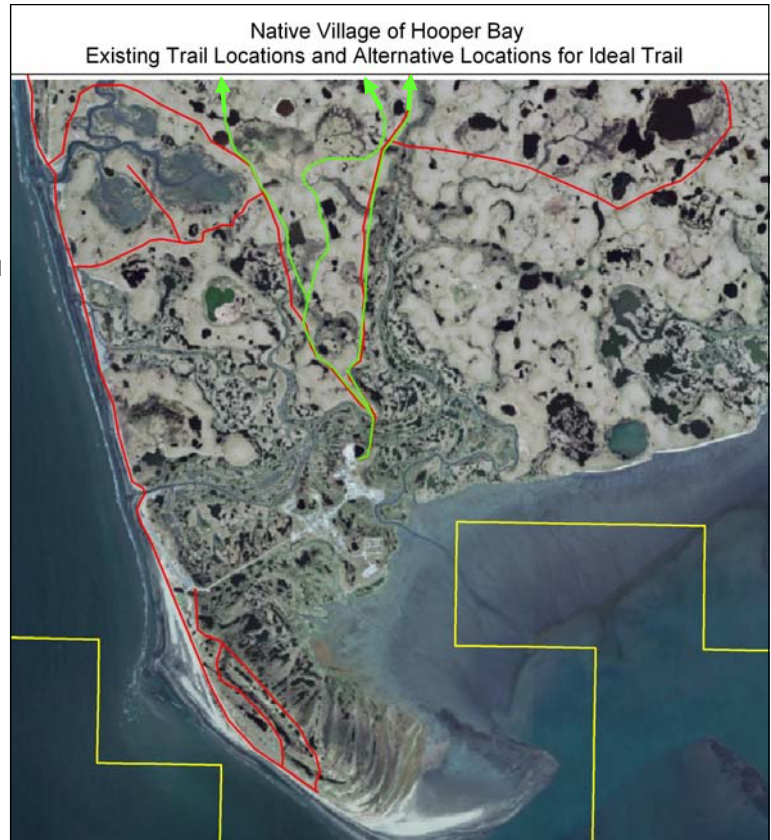 Native Village of Hooper Bay
Existing Trail Locations and Alternative Locations for Ideal Trail